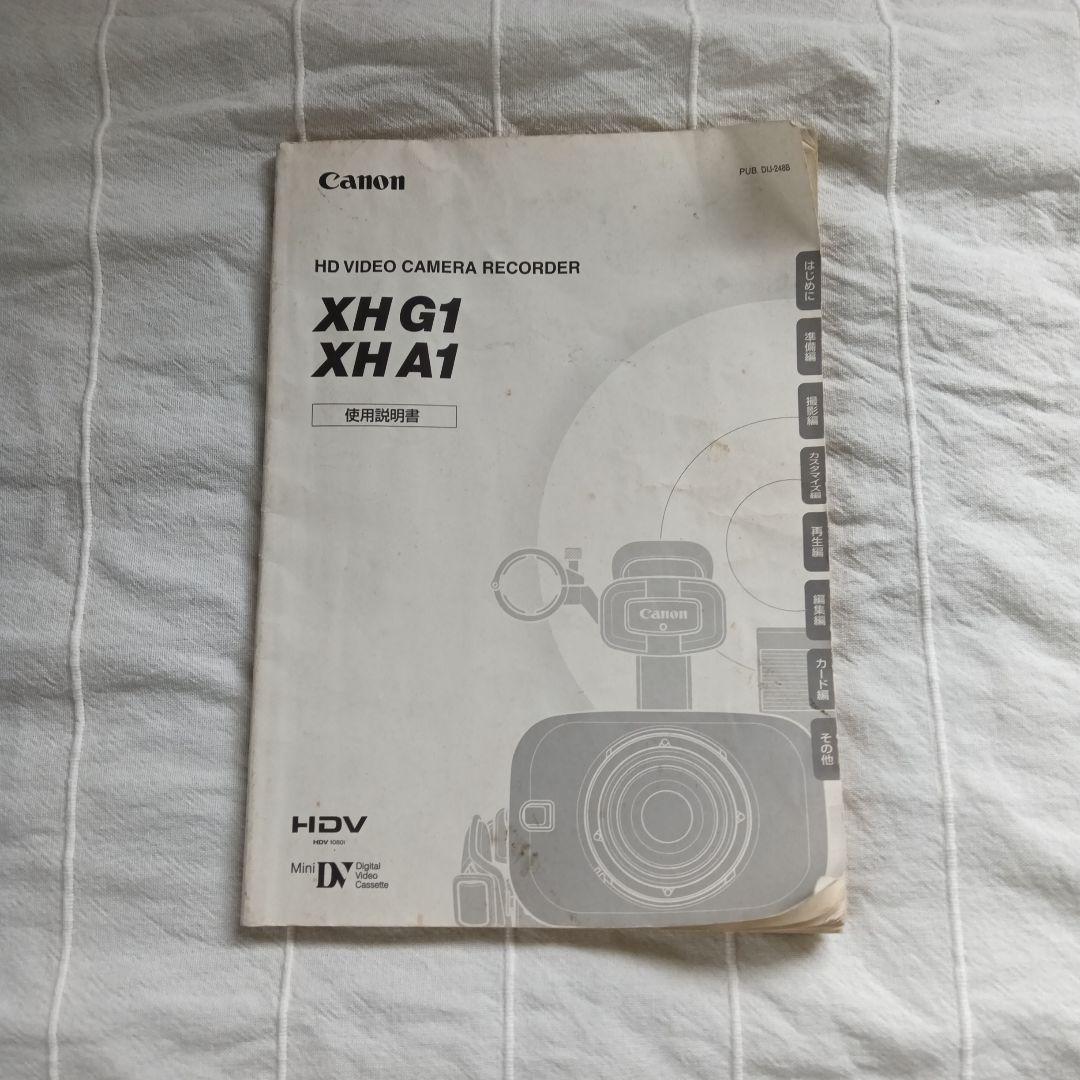 Canon
PUB. DIJ-248B
HD VIDEO CAMERA RECORDER
XH G1
XH A1
使用説明書
はじめに
準備編
撮影編
カスタマイズ編
再生編
編集編
カード編
その他
Canon
HDV
HDV 1080i
Mini DV Digital
Video
Cassette